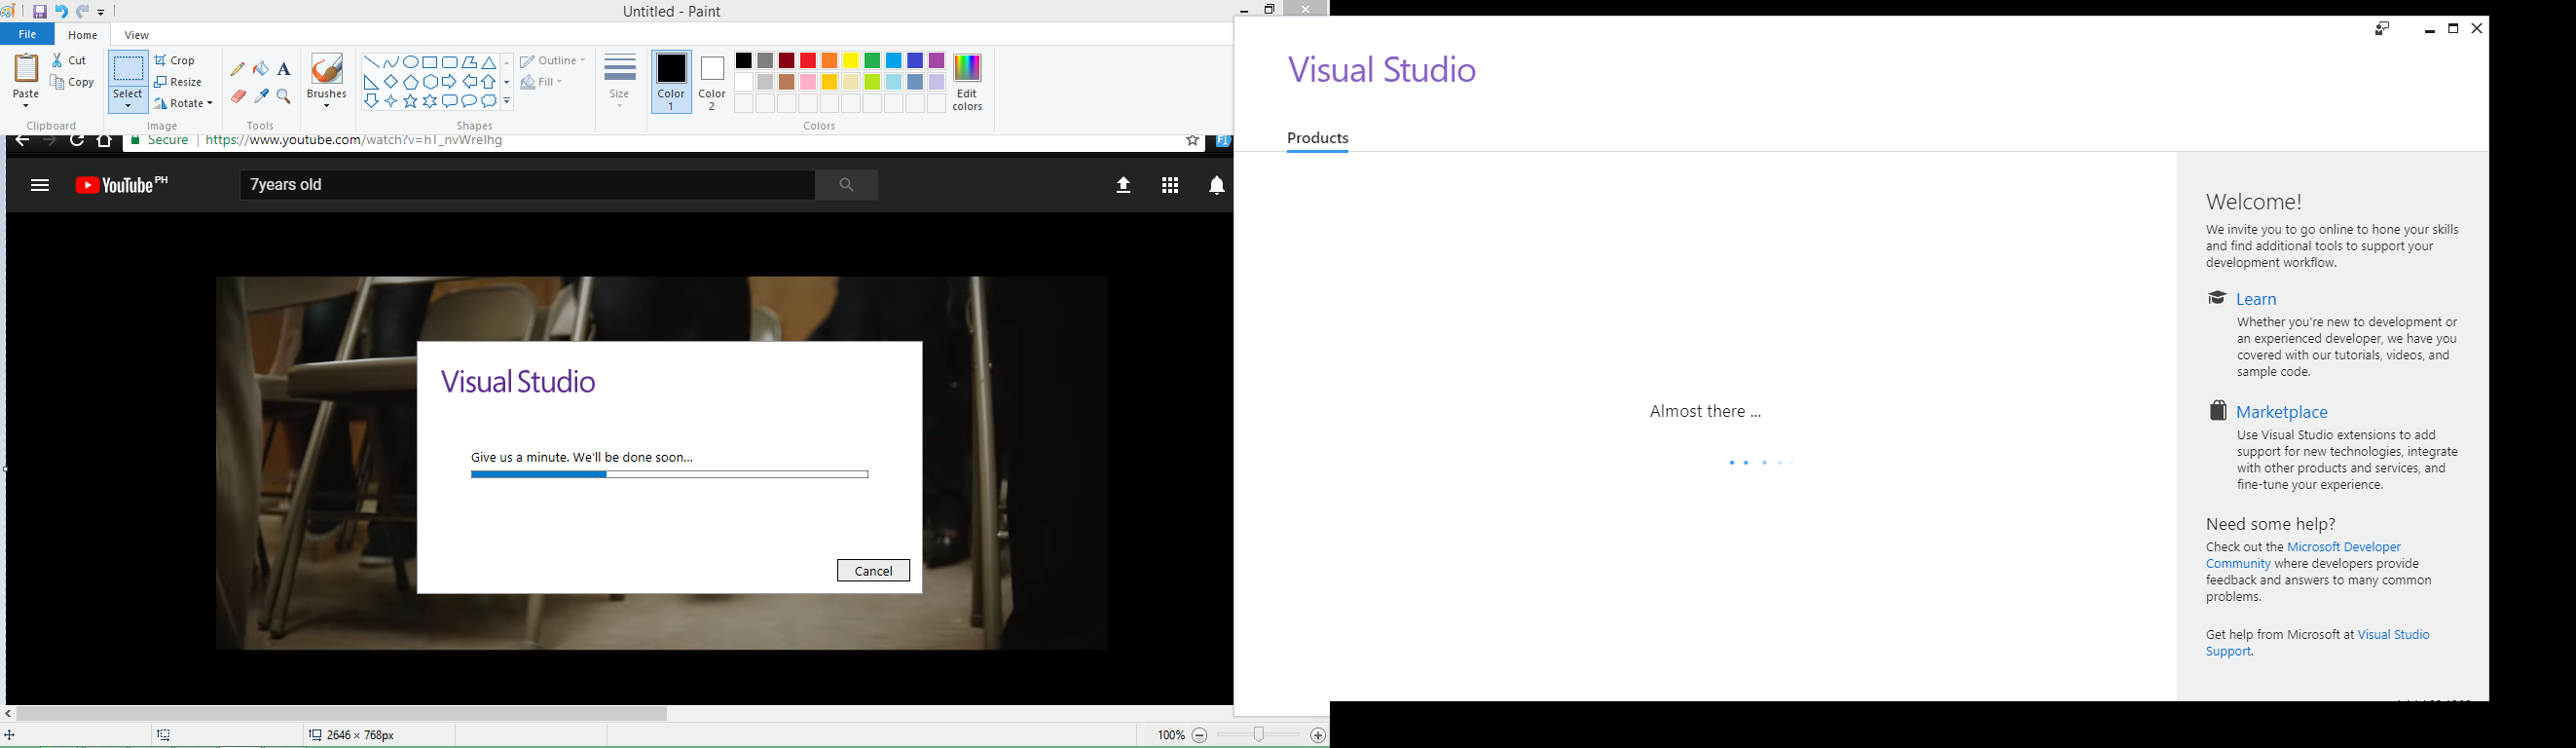 Untitled - Paint
File
Home
View
Paste
Cut
Copy
Clipboard
Select
Crop
Resize
Rotate
Image
A
Tools
Brushes
Shapes
Outline
Fill
Size
Color
1
Color
2
Edit
colors
Colors
Secure
https://www.youtube.com/watch?v=hT_nvWreIhg
YouTube PH
7years old
Visual Studio
Give us a minute. We'll be done soon...
Cancel
2646 × 768px
100%
Visual Studio
Products
Almost there ...
Welcome!
We invite you to go online to hone your skills
and find additional tools to support your
development workflow.
Learn
Whether you're new to development or
an experienced developer, we have you
covered with our tutorials, videos, and
sample code.
Marketplace
Use Visual Studio extensions to add
support for new technologies, integrate
with other products and services, and
fine-tune your experience.
Need some help?
Check out the Microsoft Developer
Community where developers provide
feedback and answers to many common
problems.
Get help from Microsoft at Visual Studio
Support.